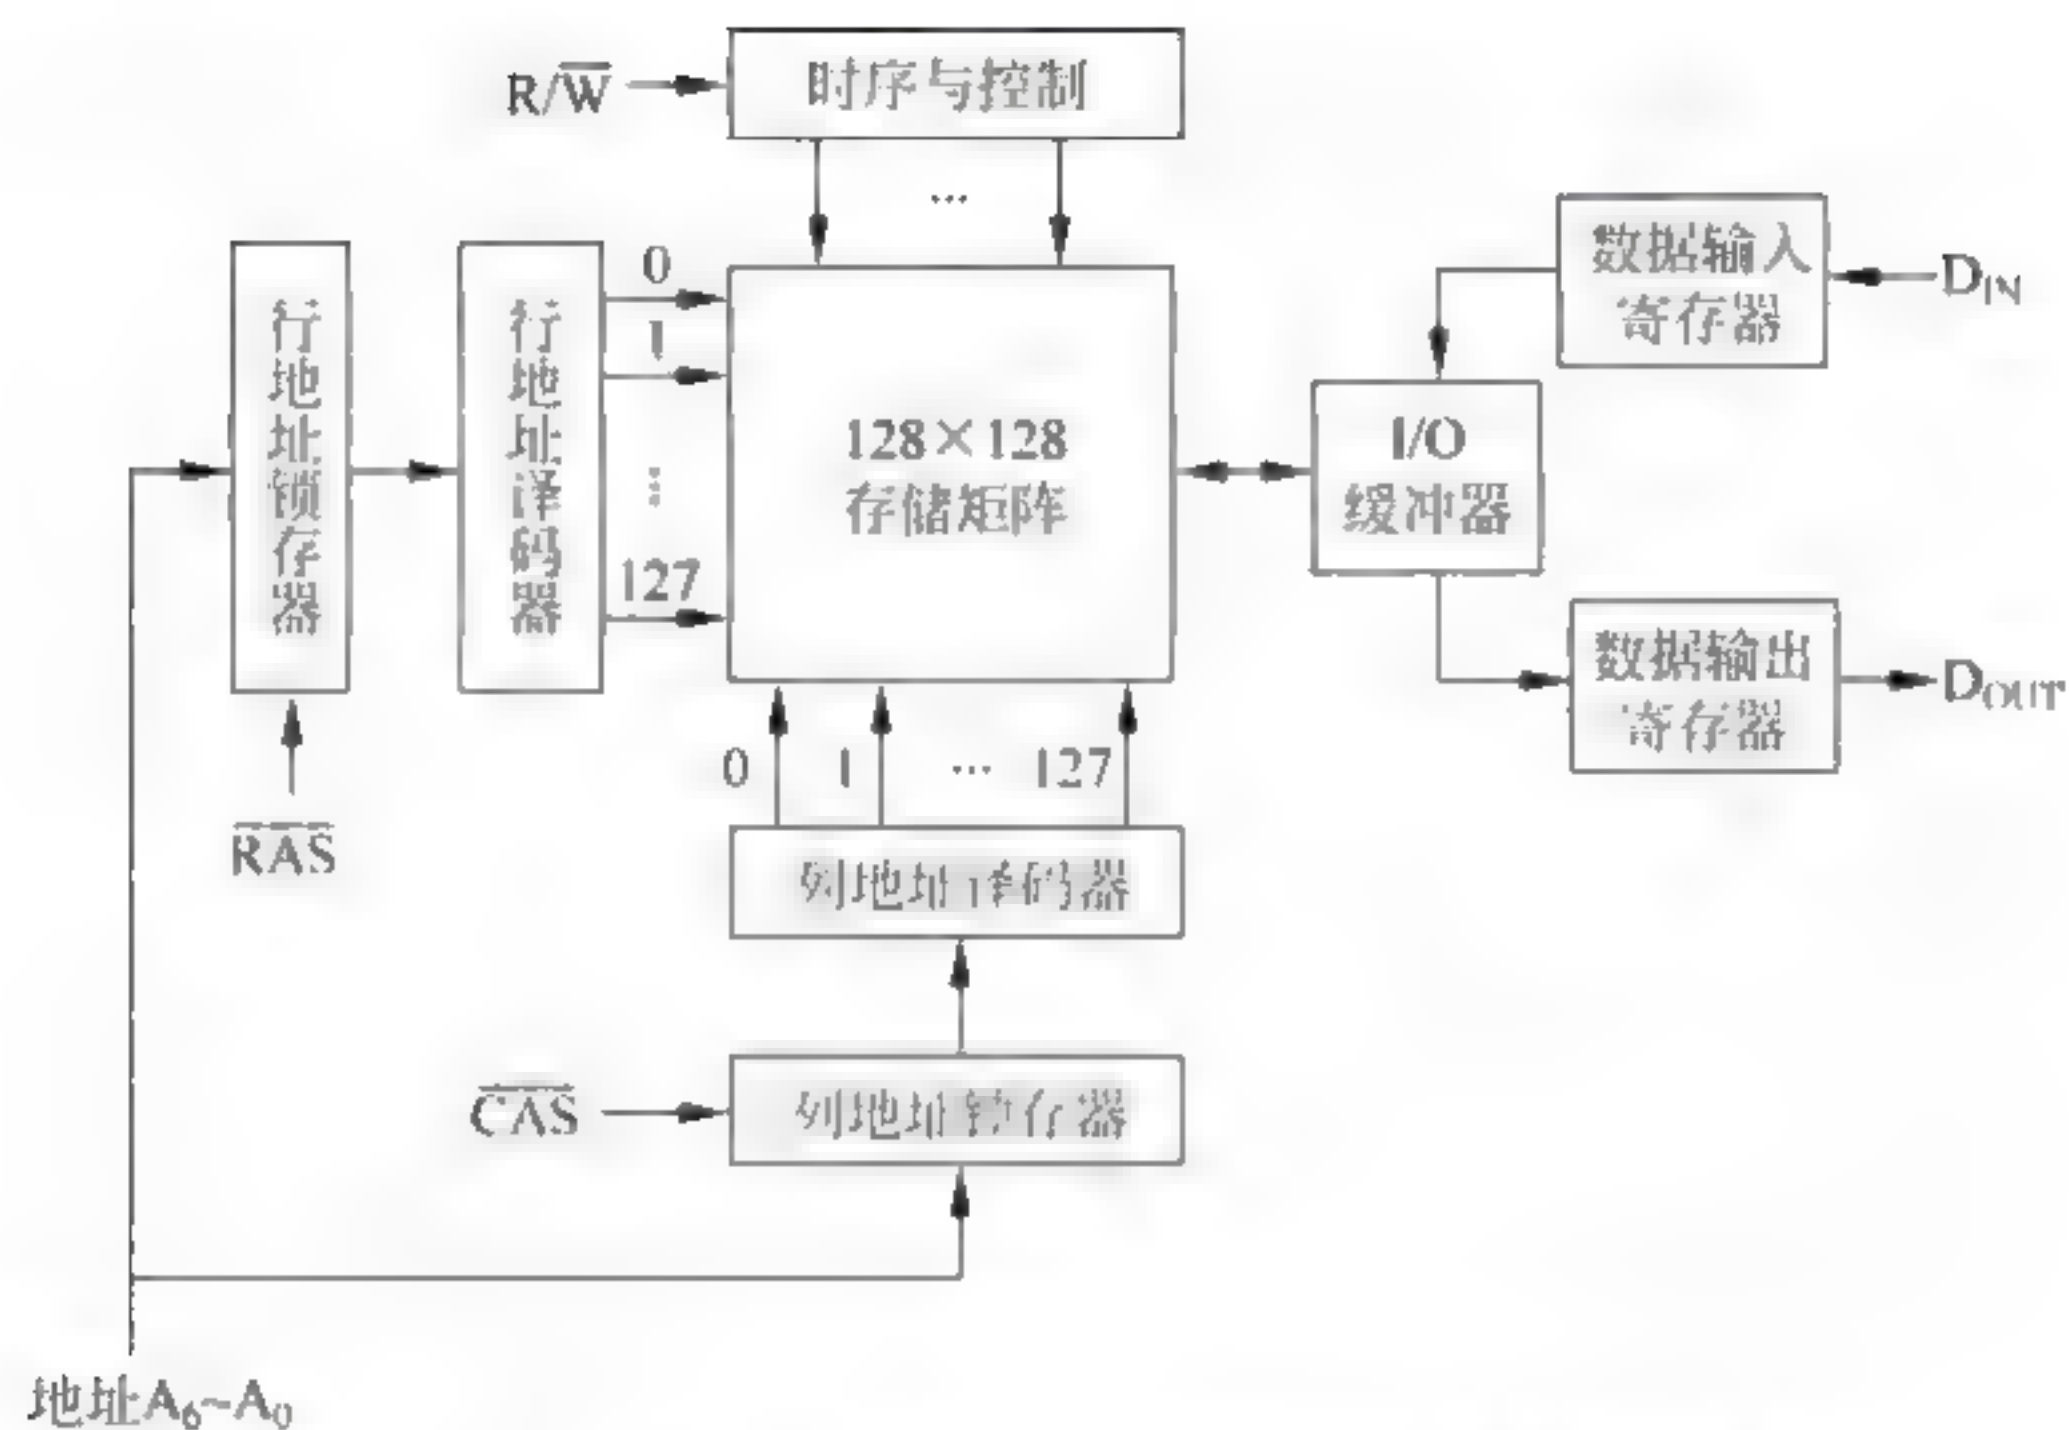 R/W̅
时序与控制
...
行地址锁存器
行地址译码器
0
1
⋮
127
128×128
存储矩阵
数据输入
寄存器
D_IN
I/O
缓冲器
数据输出
寄存器
D_OUT
R̅A̅S̅
0 1 ... 127
列地址译码器
C̅A̅S̅
列地址锁存器
地址A₆~A₀